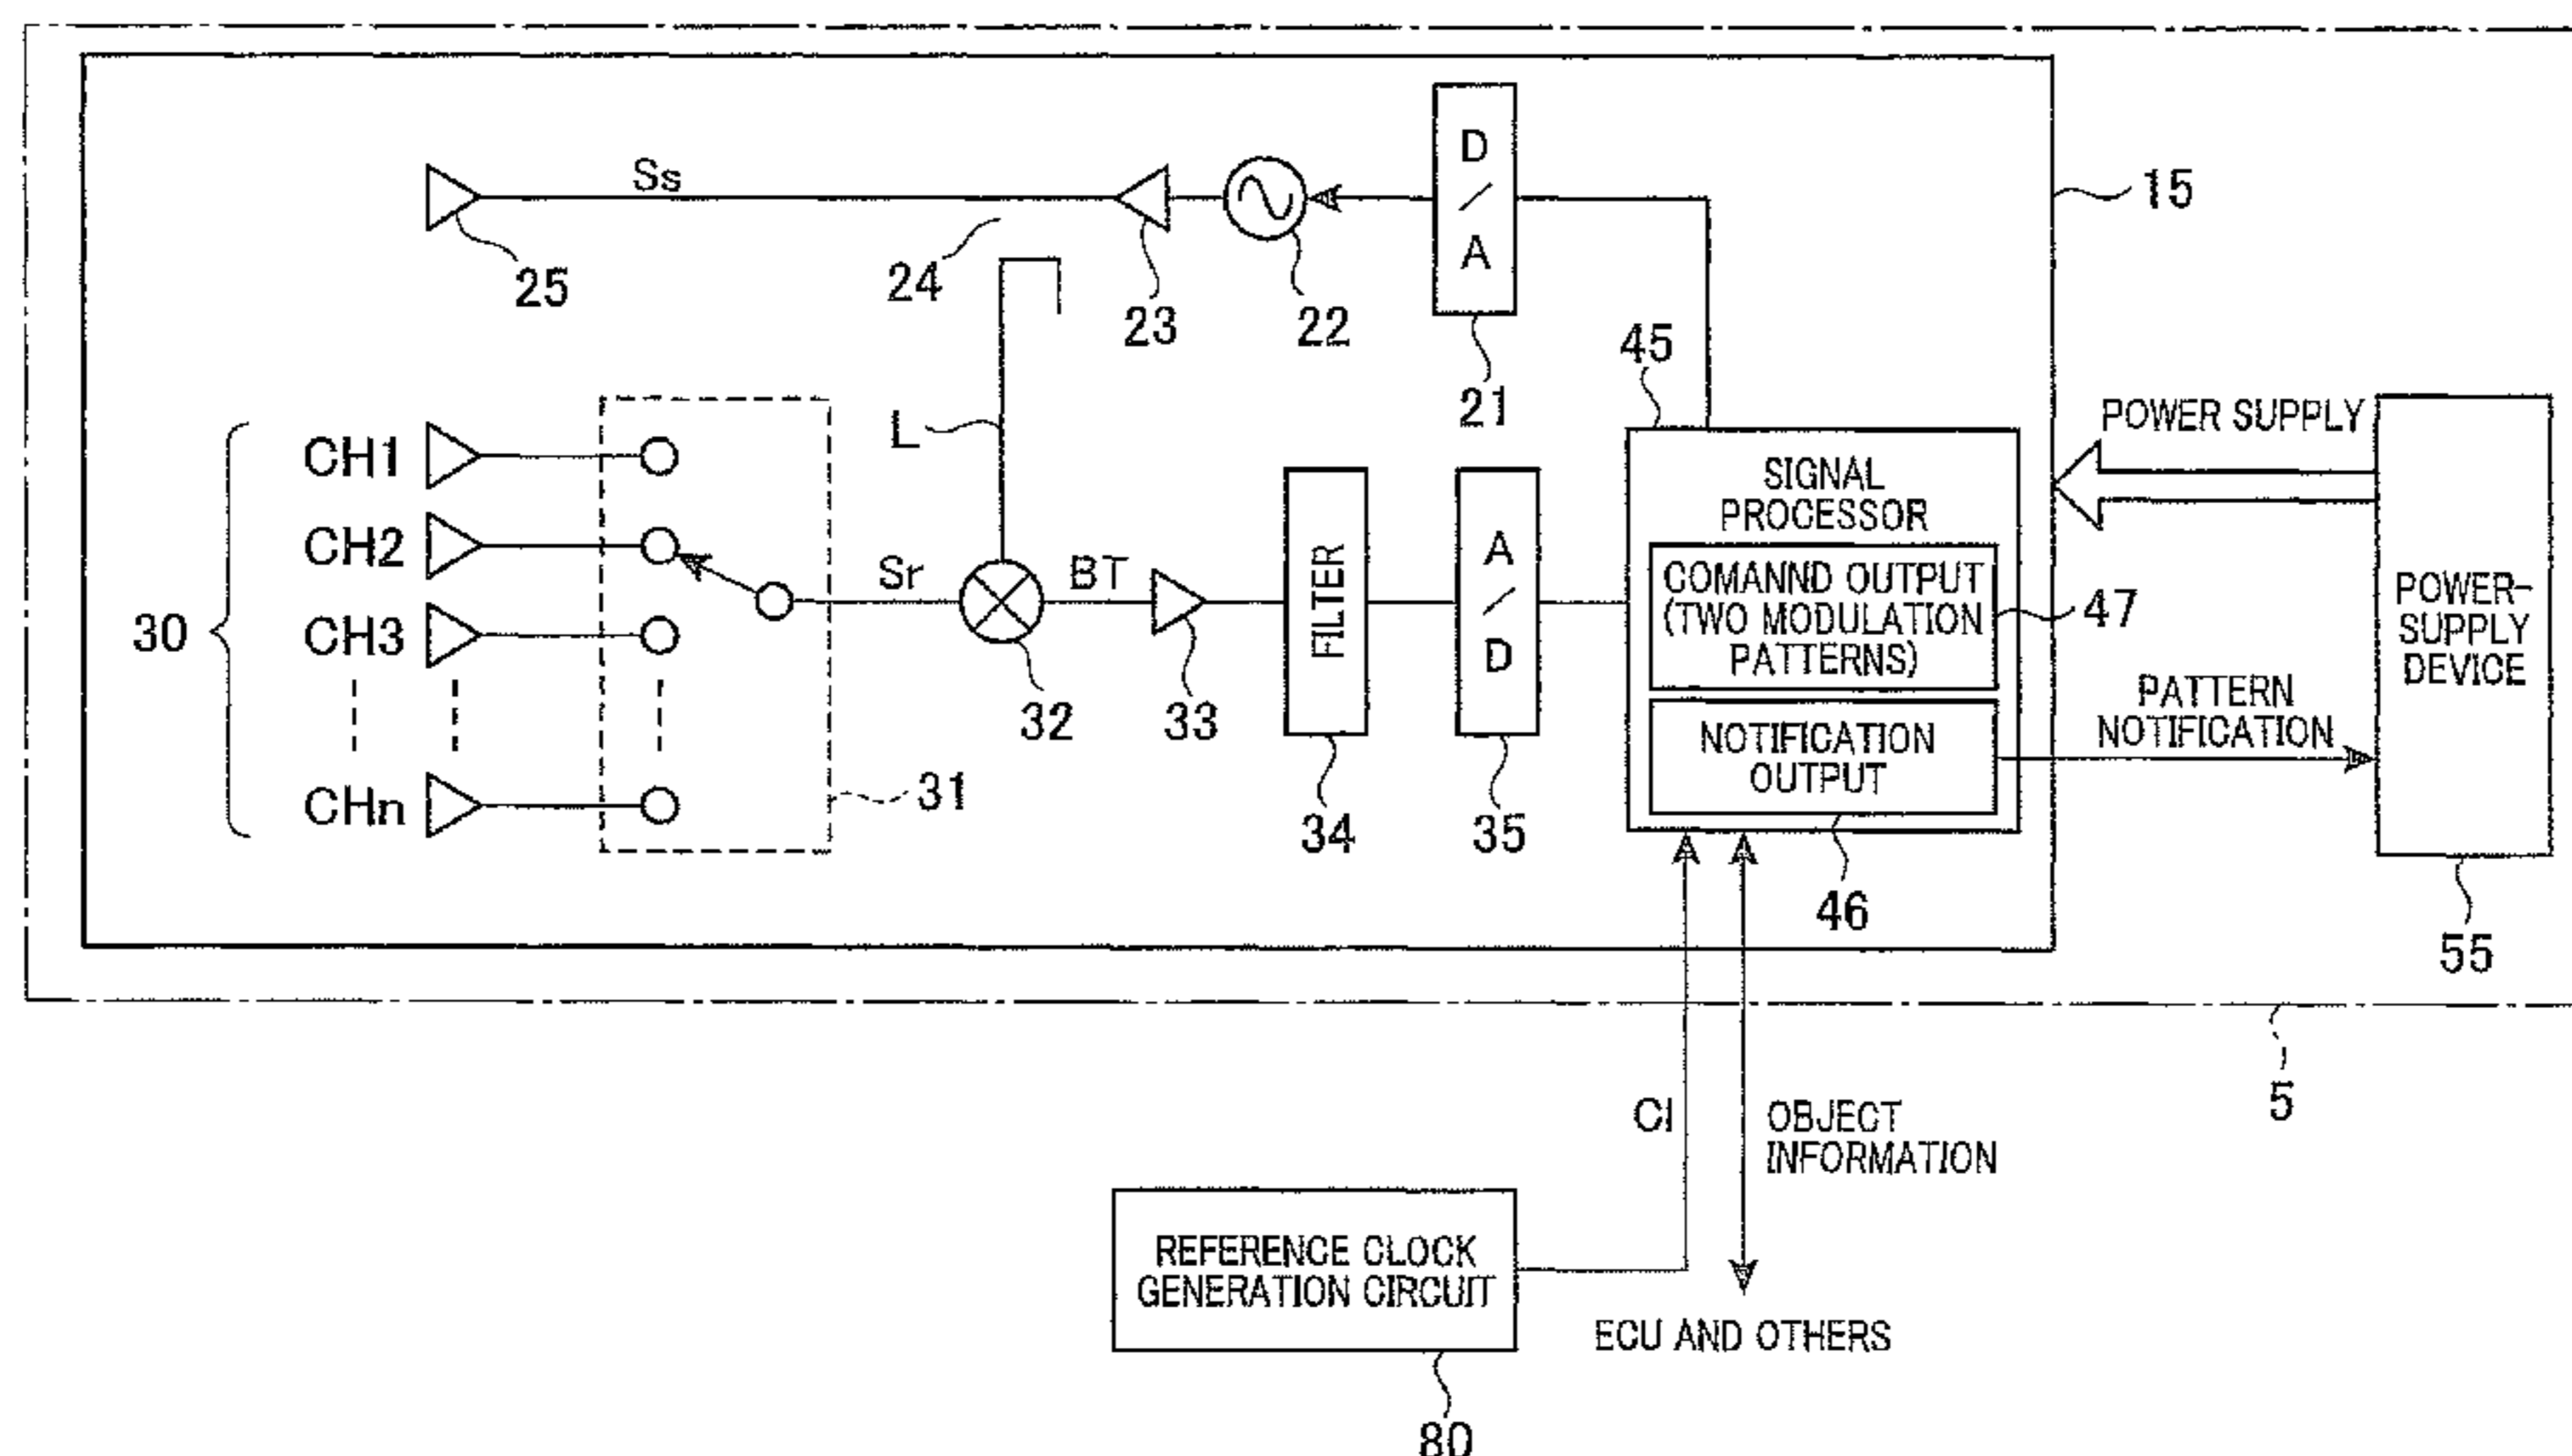 D
/
A
15
Ss
25
24
23
22
21
45
L
CH1
CH2
CH3
CHn
30
31
Sr
32
BT
33
FILTER
34
A
/
D
35
SIGNAL
PROCESSOR
COMANND OUTPUT
(TWO MODULATION
PATTERNS)
47
NOTIFICATION
OUTPUT
46
POWER SUPPLY
PATTERN
NOTIFICATION
POWER-
SUPPLY
DEVICE
55
5
Cl
OBJECT
INFORMATION
REFERENCE CLOCK
GENERATION CIRCUIT
ECU AND OTHERS
80